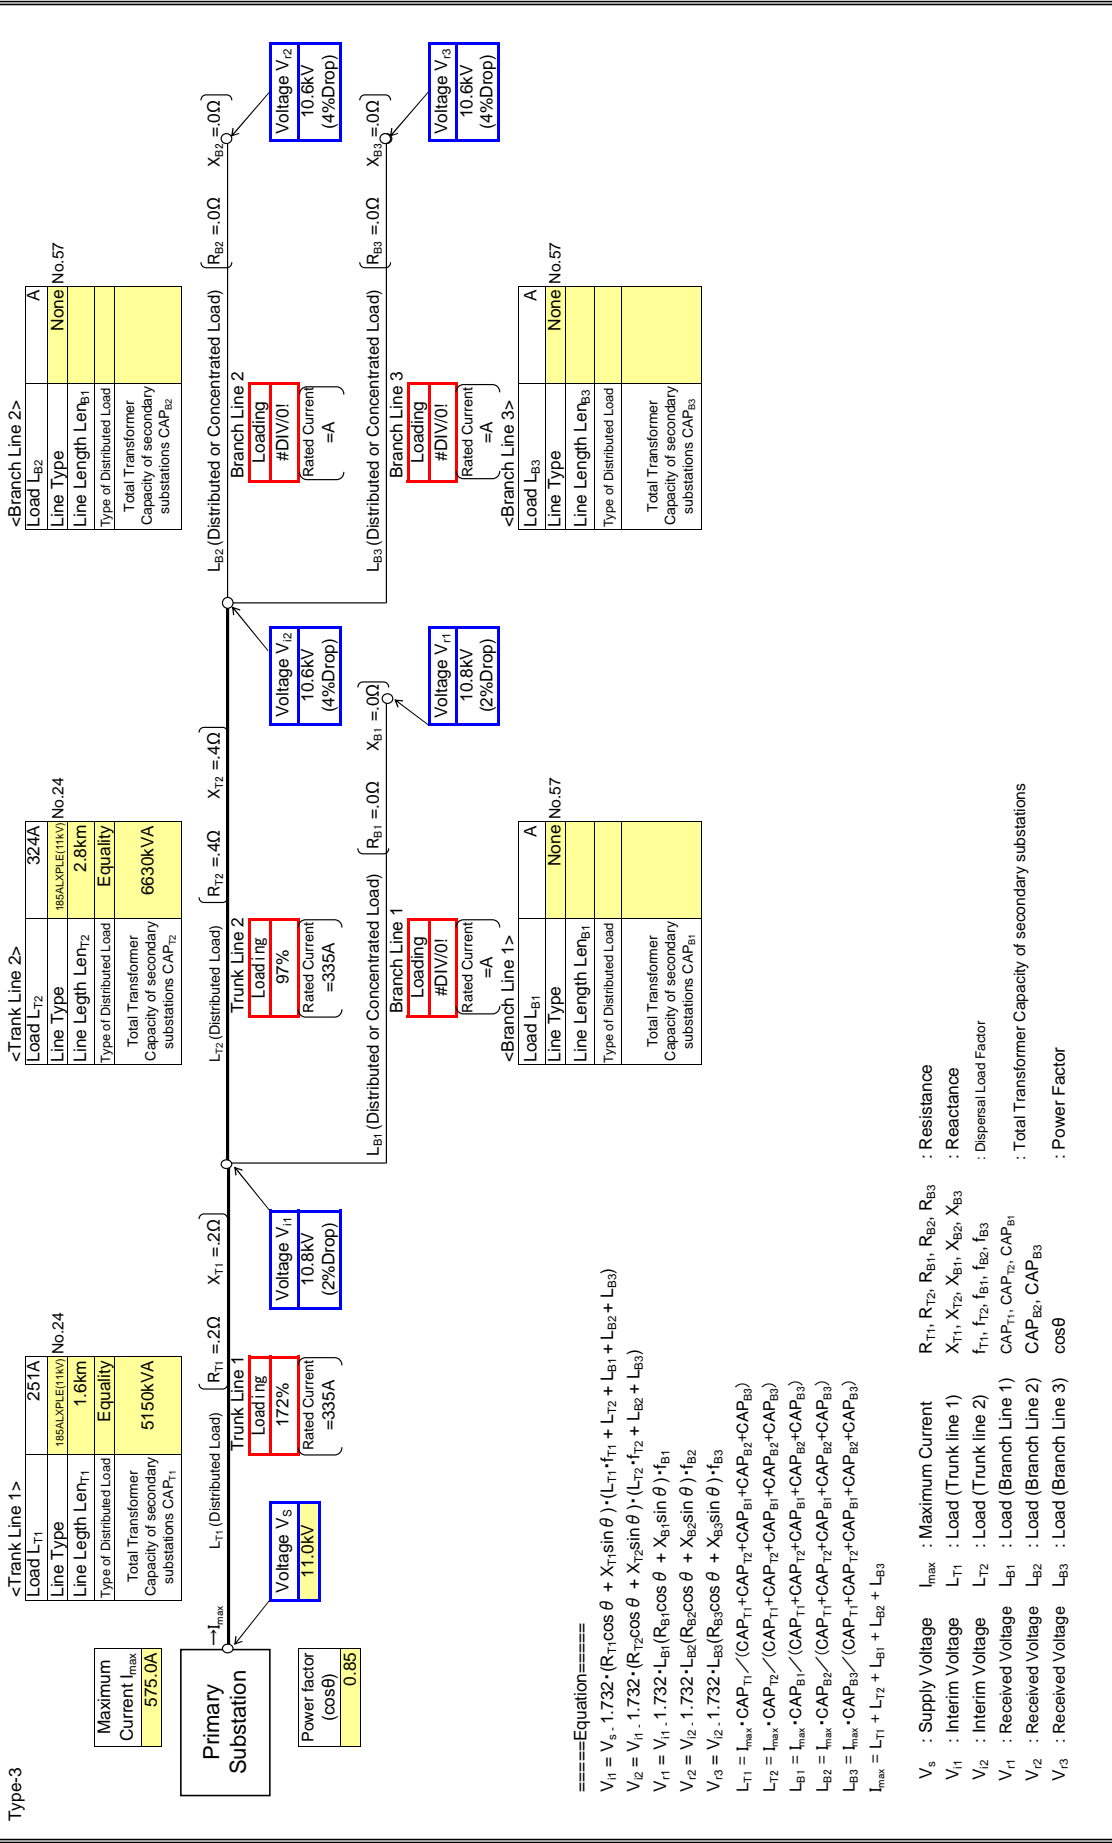 Type-3
Maximum
Current Imax
575.0A
Primary
Substation
Power factor
(cosθ)
0.85
→Imax
Voltage VS
11.0kV
<Trank Line 1>
Load LT1 251A
Line Type 185ALXPLE(11kV) No.24
Line Legth LenT1 1.6km
Type of Distributed Load Equality
Total Transformer
Capacity of secondary
substations CAPT1
5150kVA
LT1 (Distributed Load)
RT1 =.2Ω XT1 =.2Ω
Trunk Line 1
Loading
172%
Rated Current
=335A
Voltage Vi1
10.8kV
(2%Drop)
<Trank Line 2>
Load LT2 324A
Line Type 185ALXPLE(11kV) No.24
Line Length LenT2 2.8km
Type of Distributed Load Equality
Total Transformer
Capacity of secondary
substations CAPT2
6630kVA
LT2 (Distributed Load)
RT2 =.4Ω XT2 =.4Ω
Trunk Line 2
Loading
97%
Rated Current
=335A
Voltage Vi2
10.6kV
(4%Drop)
LB1 (Distributed or Concentrated Load)
RB1 =.0Ω XB1 =.0Ω
Branch Line 1
Loading
#DIV/0!
Rated Current
=A
Voltage Vr1
10.8kV
(2%Drop)
<Branch Line 1>
Load LB1 A
Line Type None No.57
Line Length LenB1
Type of Distributed Load
Total Transformer
Capacity of secondary
substations CAPB1
<Branch Line 2>
Load LB2 A
Line Type None No.57
Line Length LenB1
Type of Distributed Load
Total Transformer
Capacity of secondary
substations CAPB2
LB2 (Distributed or Concentrated Load)
RB2 =.0Ω XB2 =.0Ω
Branch Line 2
Loading
#DIV/0!
Rated Current
=A
Voltage Vr2
10.6kV
(4%Drop)
LB3 (Distributed or Concentrated Load)
RB3 =.0Ω XB3 =.0Ω
Branch Line 3
Loading
#DIV/0!
Rated Current
=A
Voltage Vr3
10.6kV
(4%Drop)
<Branch Line 3>
Load LB3 A
Line Type None No.57
Line Length LenB3
Type of Distributed Load
Total Transformer
Capacity of secondary
substations CAPB3
=====Equation=====
Vi1 = Vs - 1.732・(RT1cos θ + XT1sin θ)・(LT1・fT1 + LT2 + LB1 + LB2 + LB3)
Vi2 = Vi1 - 1.732・(RT2cos θ + XT2sin θ)・(LT2・fT2 + LB2 + LB3)
Vr1 = Vi1 - 1.732・LB1(RB1cos θ + XB1sin θ)・fB1
Vr2 = Vi2 - 1.732・LB2(RB2cos θ + XB2sin θ)・fB2
Vr3 = Vi2 - 1.732・LB3(RB3cos θ + XB3sin θ)・fB3
LT1 = Imax・CAPT1／(CAPT1+CAPT2+CAPB1+CAPB2+CAPB3)
LT2 = Imax・CAPT2／(CAPT1+CAPT2+CAPB1+CAPB2+CAPB3)
LB1 = Imax・CAPB1／(CAPT1+CAPT2+CAPB1+CAPB2+CAPB3)
LB2 = Imax・CAPB2／(CAPT1+CAPT2+CAPB1+CAPB2+CAPB3)
LB3 = Imax・CAPB3／(CAPT1+CAPT2+CAPB1+CAPB2+CAPB3)
Imax = LT1 + LT2 + LB1 + LB2 + LB3
Vs : Supply Voltage Imax : Maximum Current RT1, RT2, RB1, RB2, RB3 : Resistance
Vi1 : Interim Voltage LT1 : Load (Trunk line 1) XT1, XT2, XB1, XB2, XB3 : Reactance
Vi2 : Interim Voltage LT2 : Load (Trunk line 2) fT1, fT2, fB1, fB2, fB3 : Dispersal Load Factor
Vr1 : Received Voltage LB1 : Load (Branch Line 1) CAPT1, CAPT2, CAPB1 : Total Transformer Capacity of secondary substations
Vr2 : Received Voltage LB2 : Load (Branch Line 2) CAPB2, CAPB3
Vr3 : Received Voltage LB3 : Load (Branch Line 3) cosθ : Power Factor